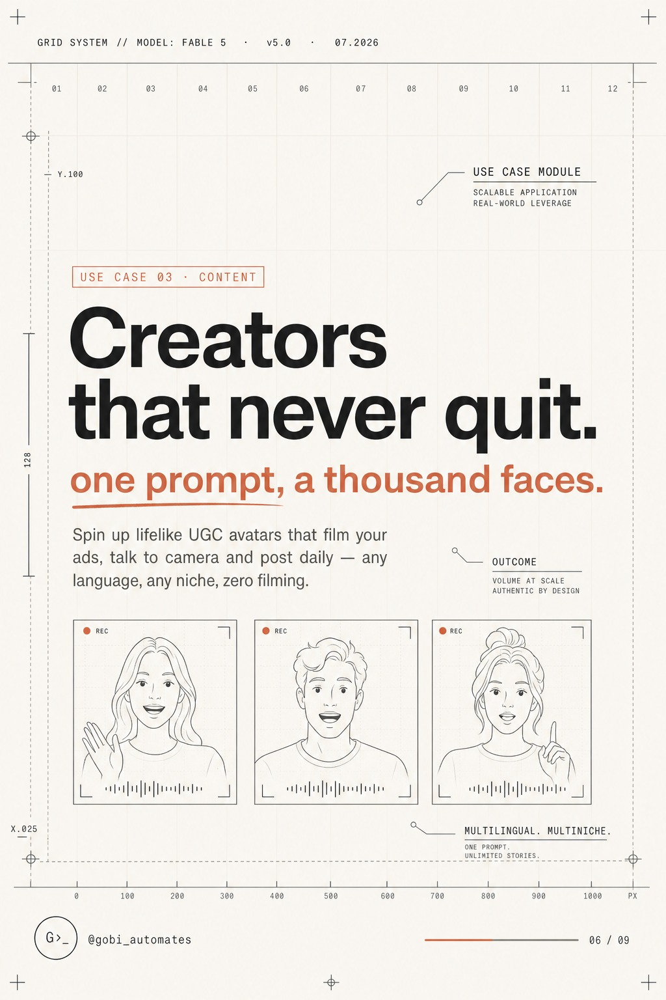 GRID SYSTEM // MODEL: FABLE 5 · v5.0 · 07.2026
01 02 03 04 05 06 07 08 09 10 11 12
Y.100
USE CASE MODULE
SCALABLE APPLICATION
REAL-WORLD LEVERAGE
USE CASE 03 · CONTENT
Creators
that never quit.
128
one prompt, a thousand faces.
Spin up lifelike UGC avatars that film your
ads, talk to camera and post daily — any
language, any niche, zero filming.
OUTCOME
VOLUME AT SCALE
AUTHENTIC BY DESIGN
REC
REC
REC
X.025
MULTILINGUAL. MULTINICHE.
ONE PROMPT.
UNLIMITED STORIES.
0 100 200 300 400 500 600 700 800 900 1000 PX
G>_
@gobi_automates
06 / 09